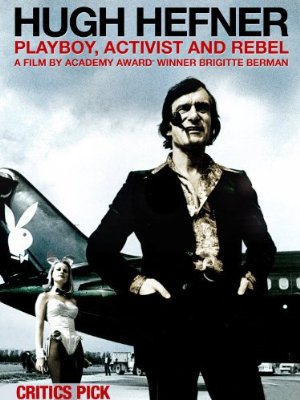 HUGH HEFNER
PLAYBOY, ACTIVIST AND REBEL
A FILM BY ACADEMY AWARD® WINNER BRIGITTE BERMAN
CRITICS PICK